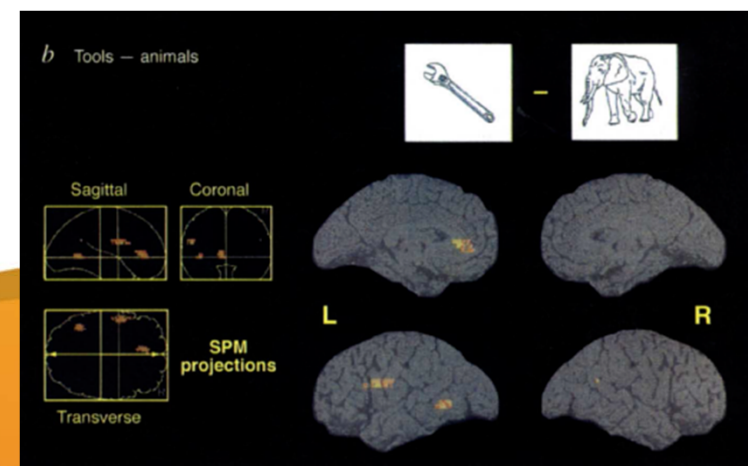 b Tools – animals
–
Sagittal Coronal
L R
SPM
projections
Transverse